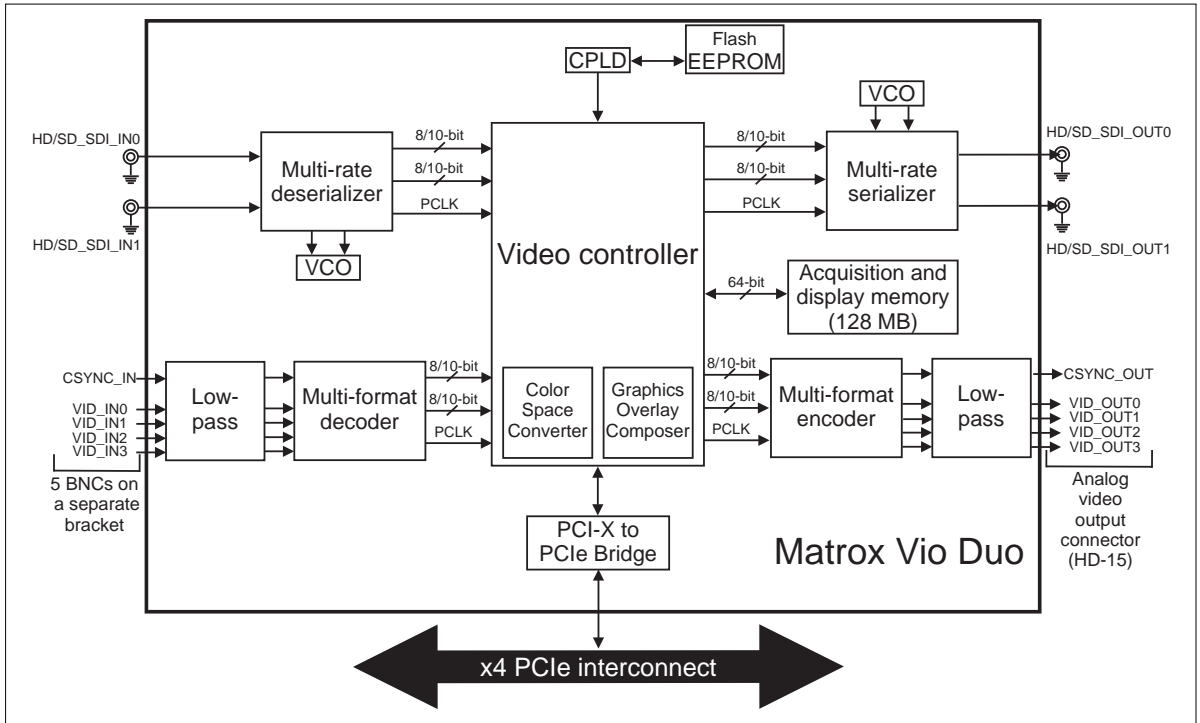 Flash
EEPROM
CPLD
VCO
HD/SD_SDI_IN0
8/10-bit
8/10-bit
HD/SD_SDI_OUT0
Multi-rate
deserializer
8/10-bit
8/10-bit
Multi-rate
serializer
PCLK
PCLK
HD/SD_SDI_IN1
HD/SD_SDI_OUT1
Video controller
VCO
64-bit
Acquisition and
display memory
(128 MB)
CSYNC_IN
VID_IN0
VID_IN1
VID_IN2
VID_IN3
Low-
pass
Multi-format
decoder
8/10-bit
8/10-bit
PCLK
Color
Space
Converter
Graphics
Overlay
Composer
8/10-bit
8/10-bit
PCLK
Multi-format
encoder
Low-
pass
CSYNC_OUT
VID_OUT0
VID_OUT1
VID_OUT2
VID_OUT3
5 BNCs on
a separate
bracket
Analog
video
output
connector
(HD-15)
PCI-X to
PCIe Bridge
Matrox Vio Duo
x4 PCIe interconnect